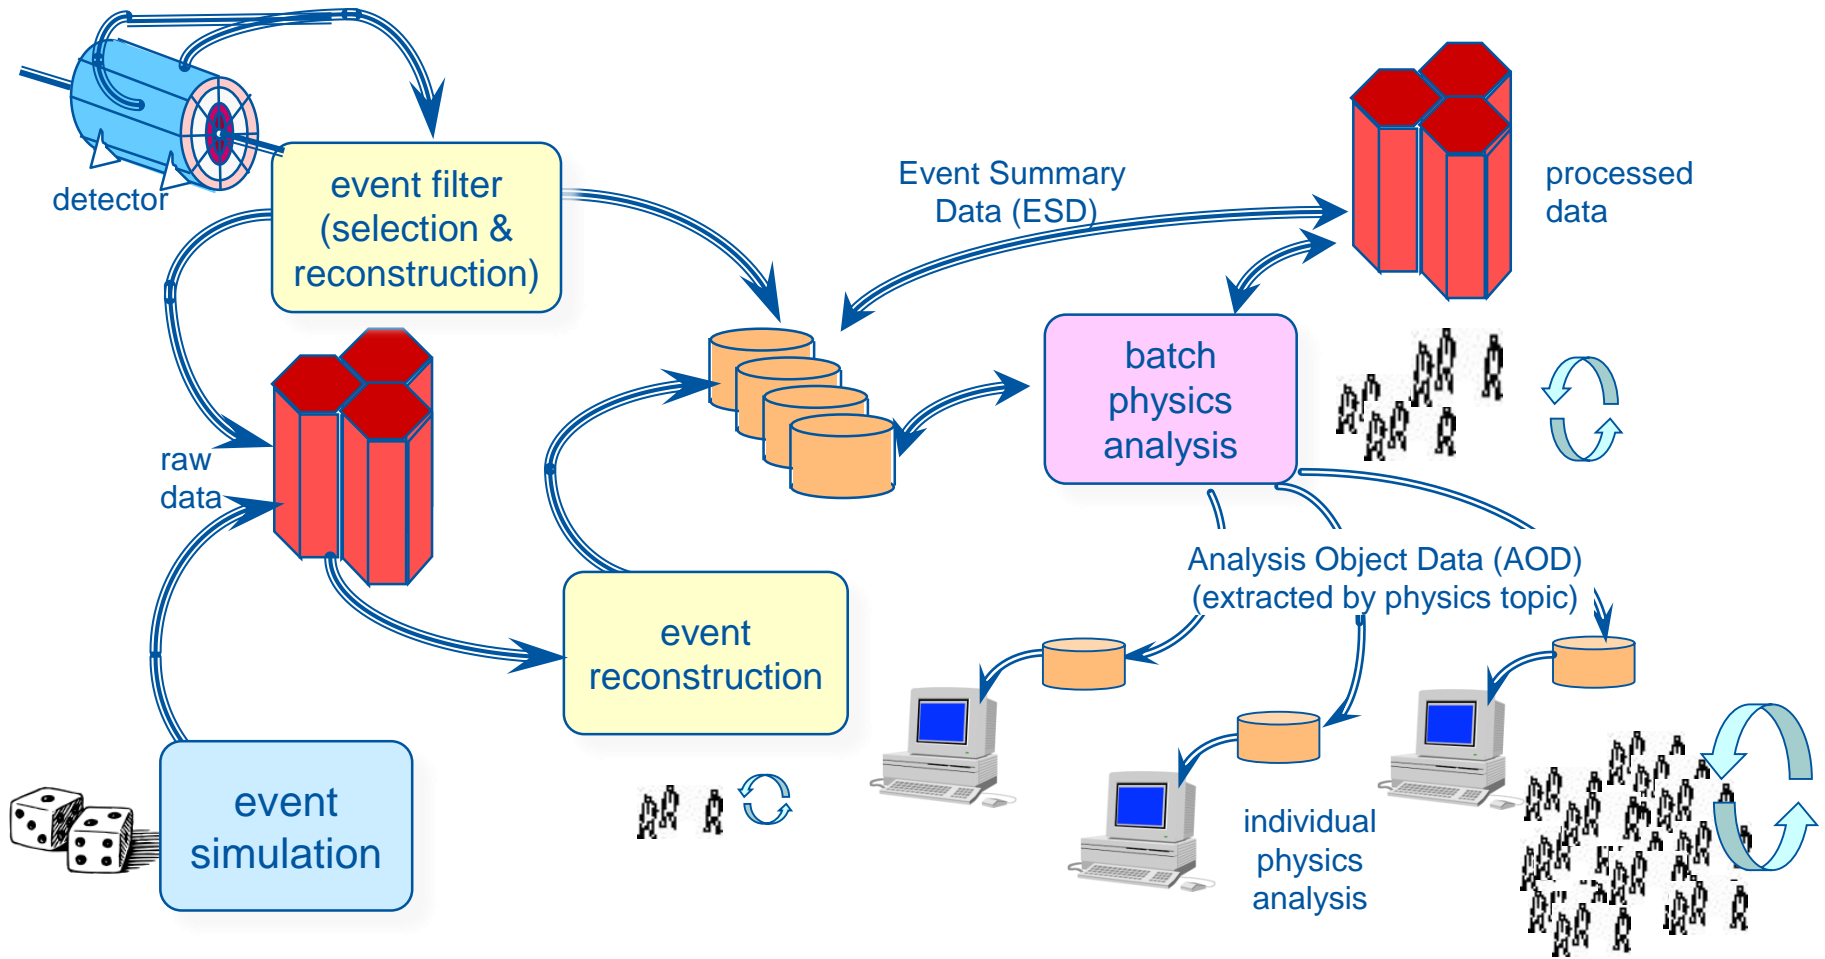 detector
event filter
(selection &
reconstruction)
Event Summary
Data (ESD)
processed
data
batch
physics
analysis
raw
data
Analysis Object Data (AOD)
(extracted by physics topic)
event
reconstruction
event
simulation
individual
physics
analysis